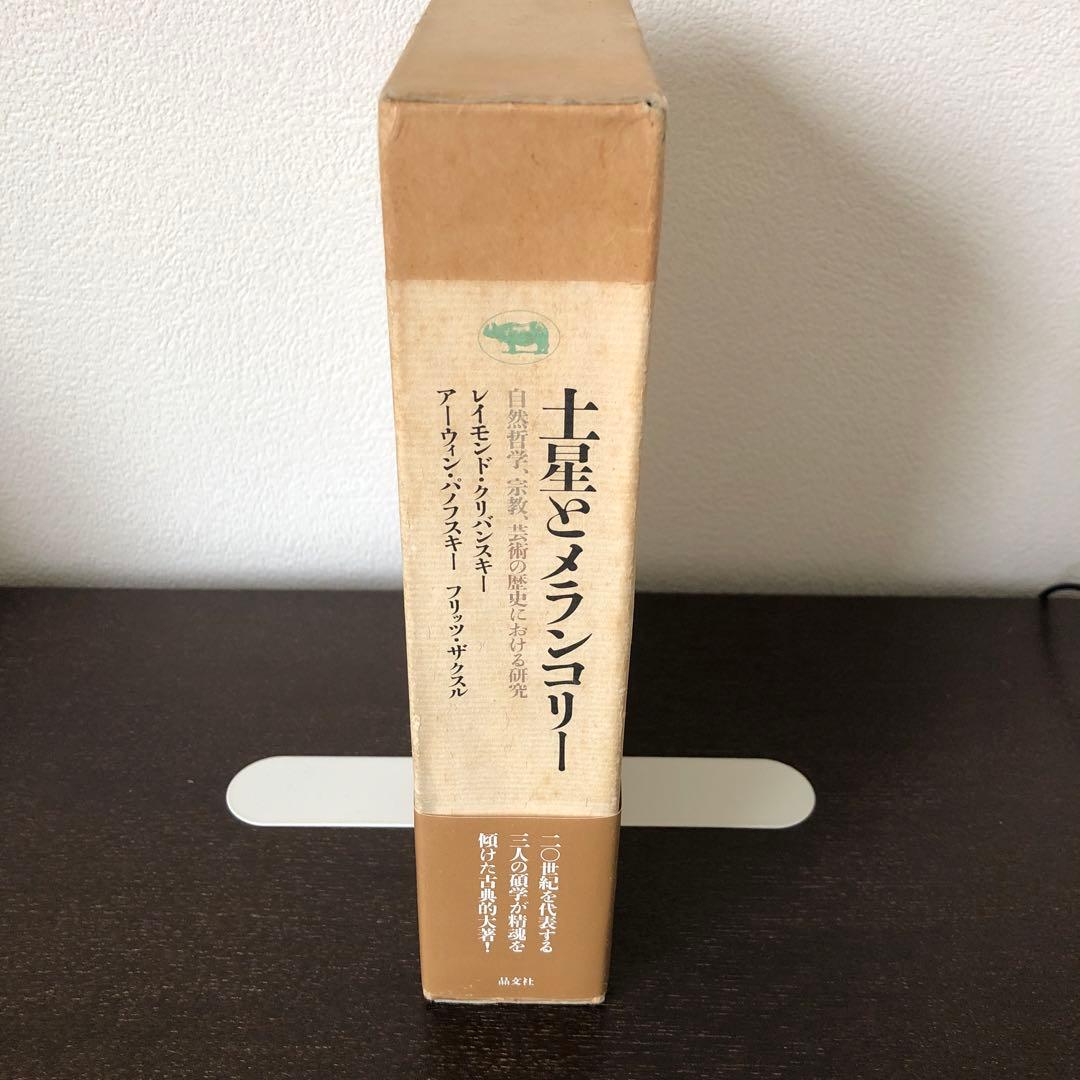 土星とメランコリー
自然哲学、宗教、芸術の歴史における研究
レイモンド・クリバンスキー
アーウィン・パノフスキー　フリッツ・ザクスル
二〇世紀を代表する
三人の碩学が精魂を
傾けた古典的大著！
晶文社